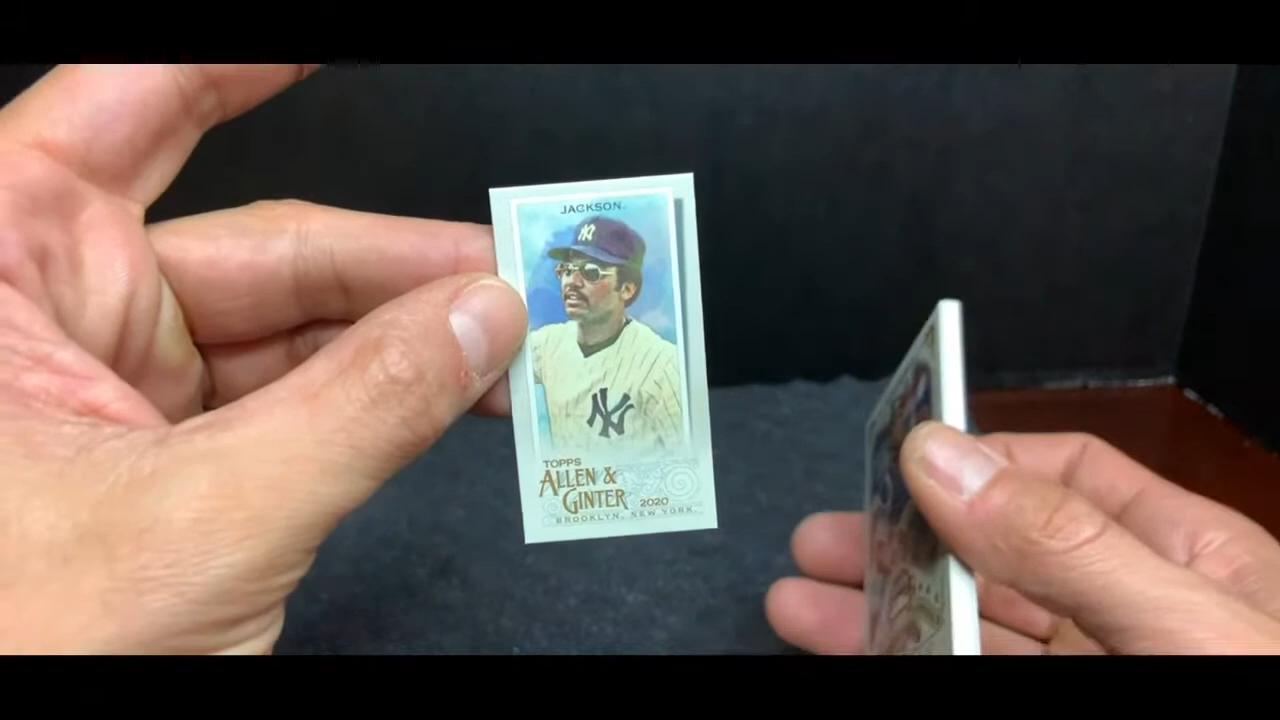 JACKSON
NY
NY
TOPPS
ALLEN &
GINTER 2020
BROOKLYN, NEW YORK.